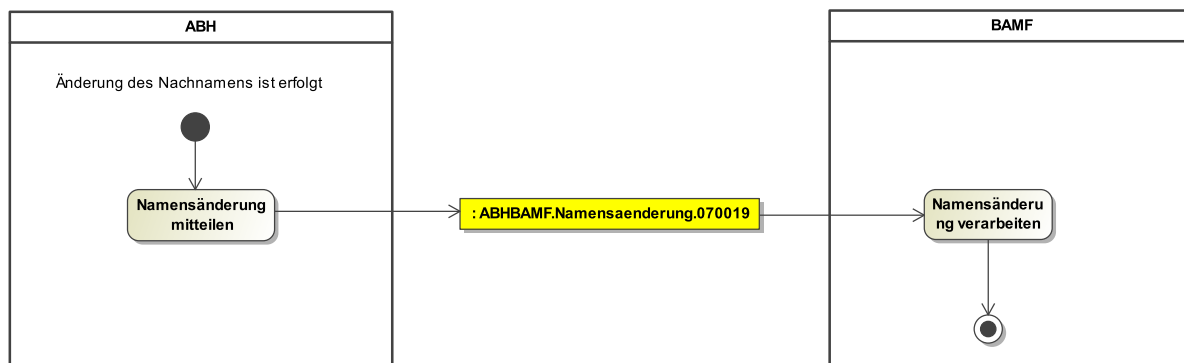 ABH
BAMF
Änderung des Nachnamens ist erfolgt
Namensänderung
mitteilen
: ABHBAMF.Namensaenderung.070019
Namensänderu
ng verarbeiten